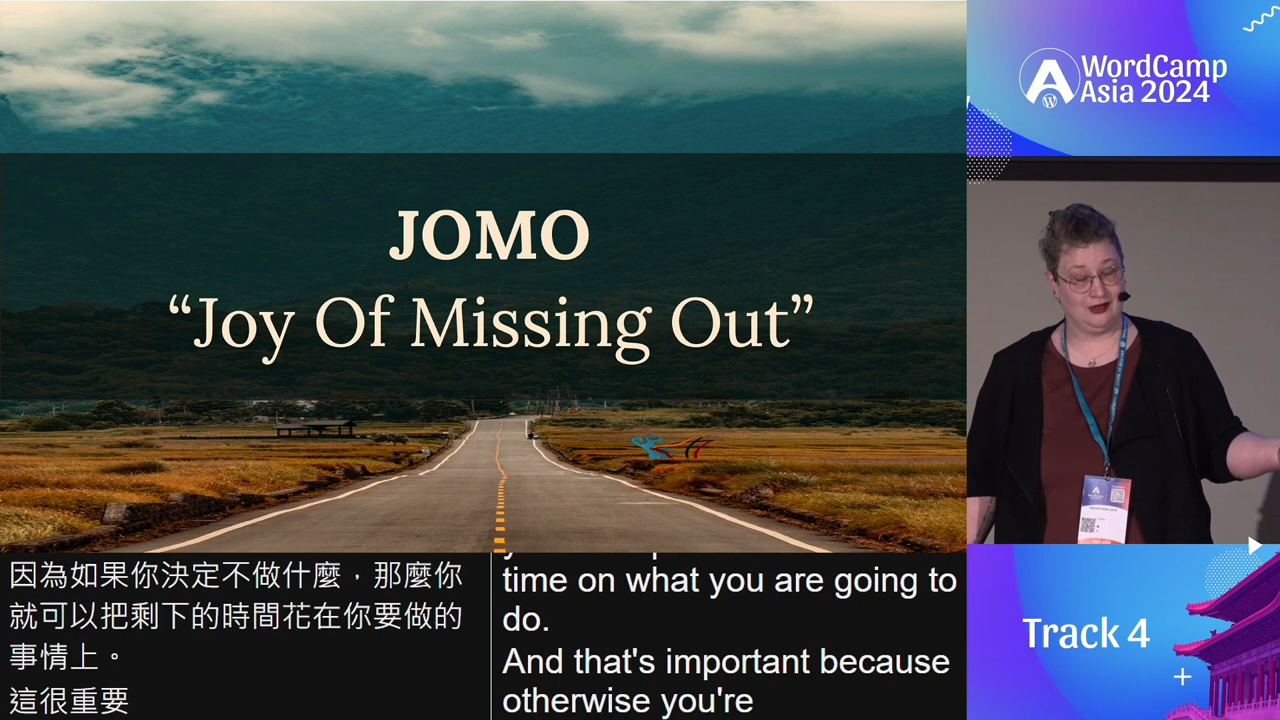 JOMO
“Joy Of Missing Out”
WordCamp
Asia 2024
因為如果你決定不做什麼，那麼你
就可以把剩下的時間花在你要做的
事情上。
這很重要
time on what you are going to
do.
And that's important because
otherwise you're
Track 4